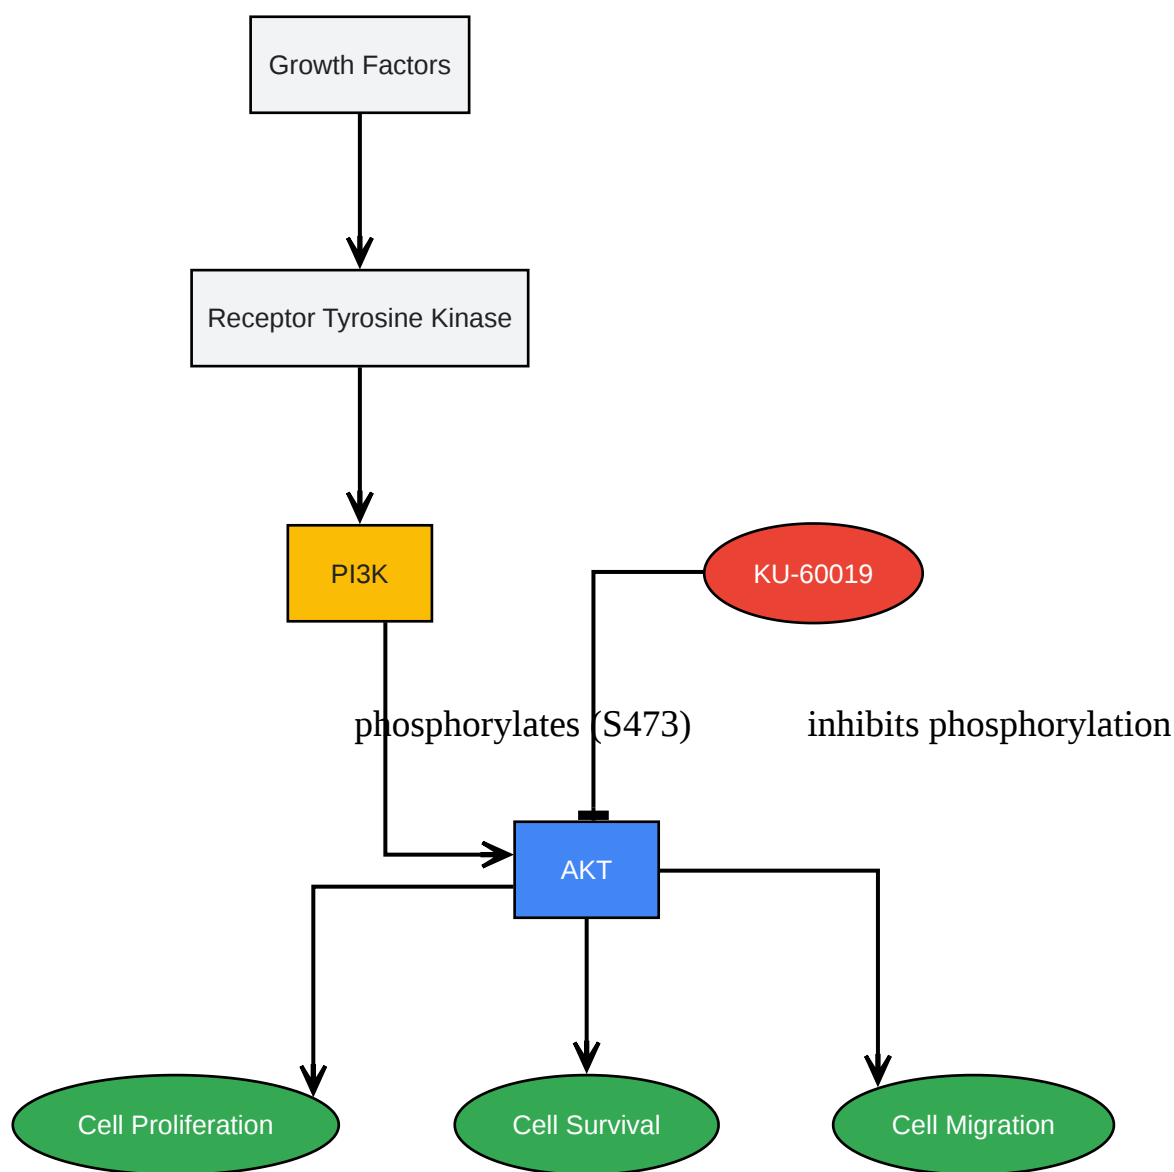 Growth Factors
Receptor Tyrosine Kinase
PI3K
KU-60019
phosphorylates (S473)
inhibits phosphorylation
AKT
Cell Proliferation
Cell Survival
Cell Migration